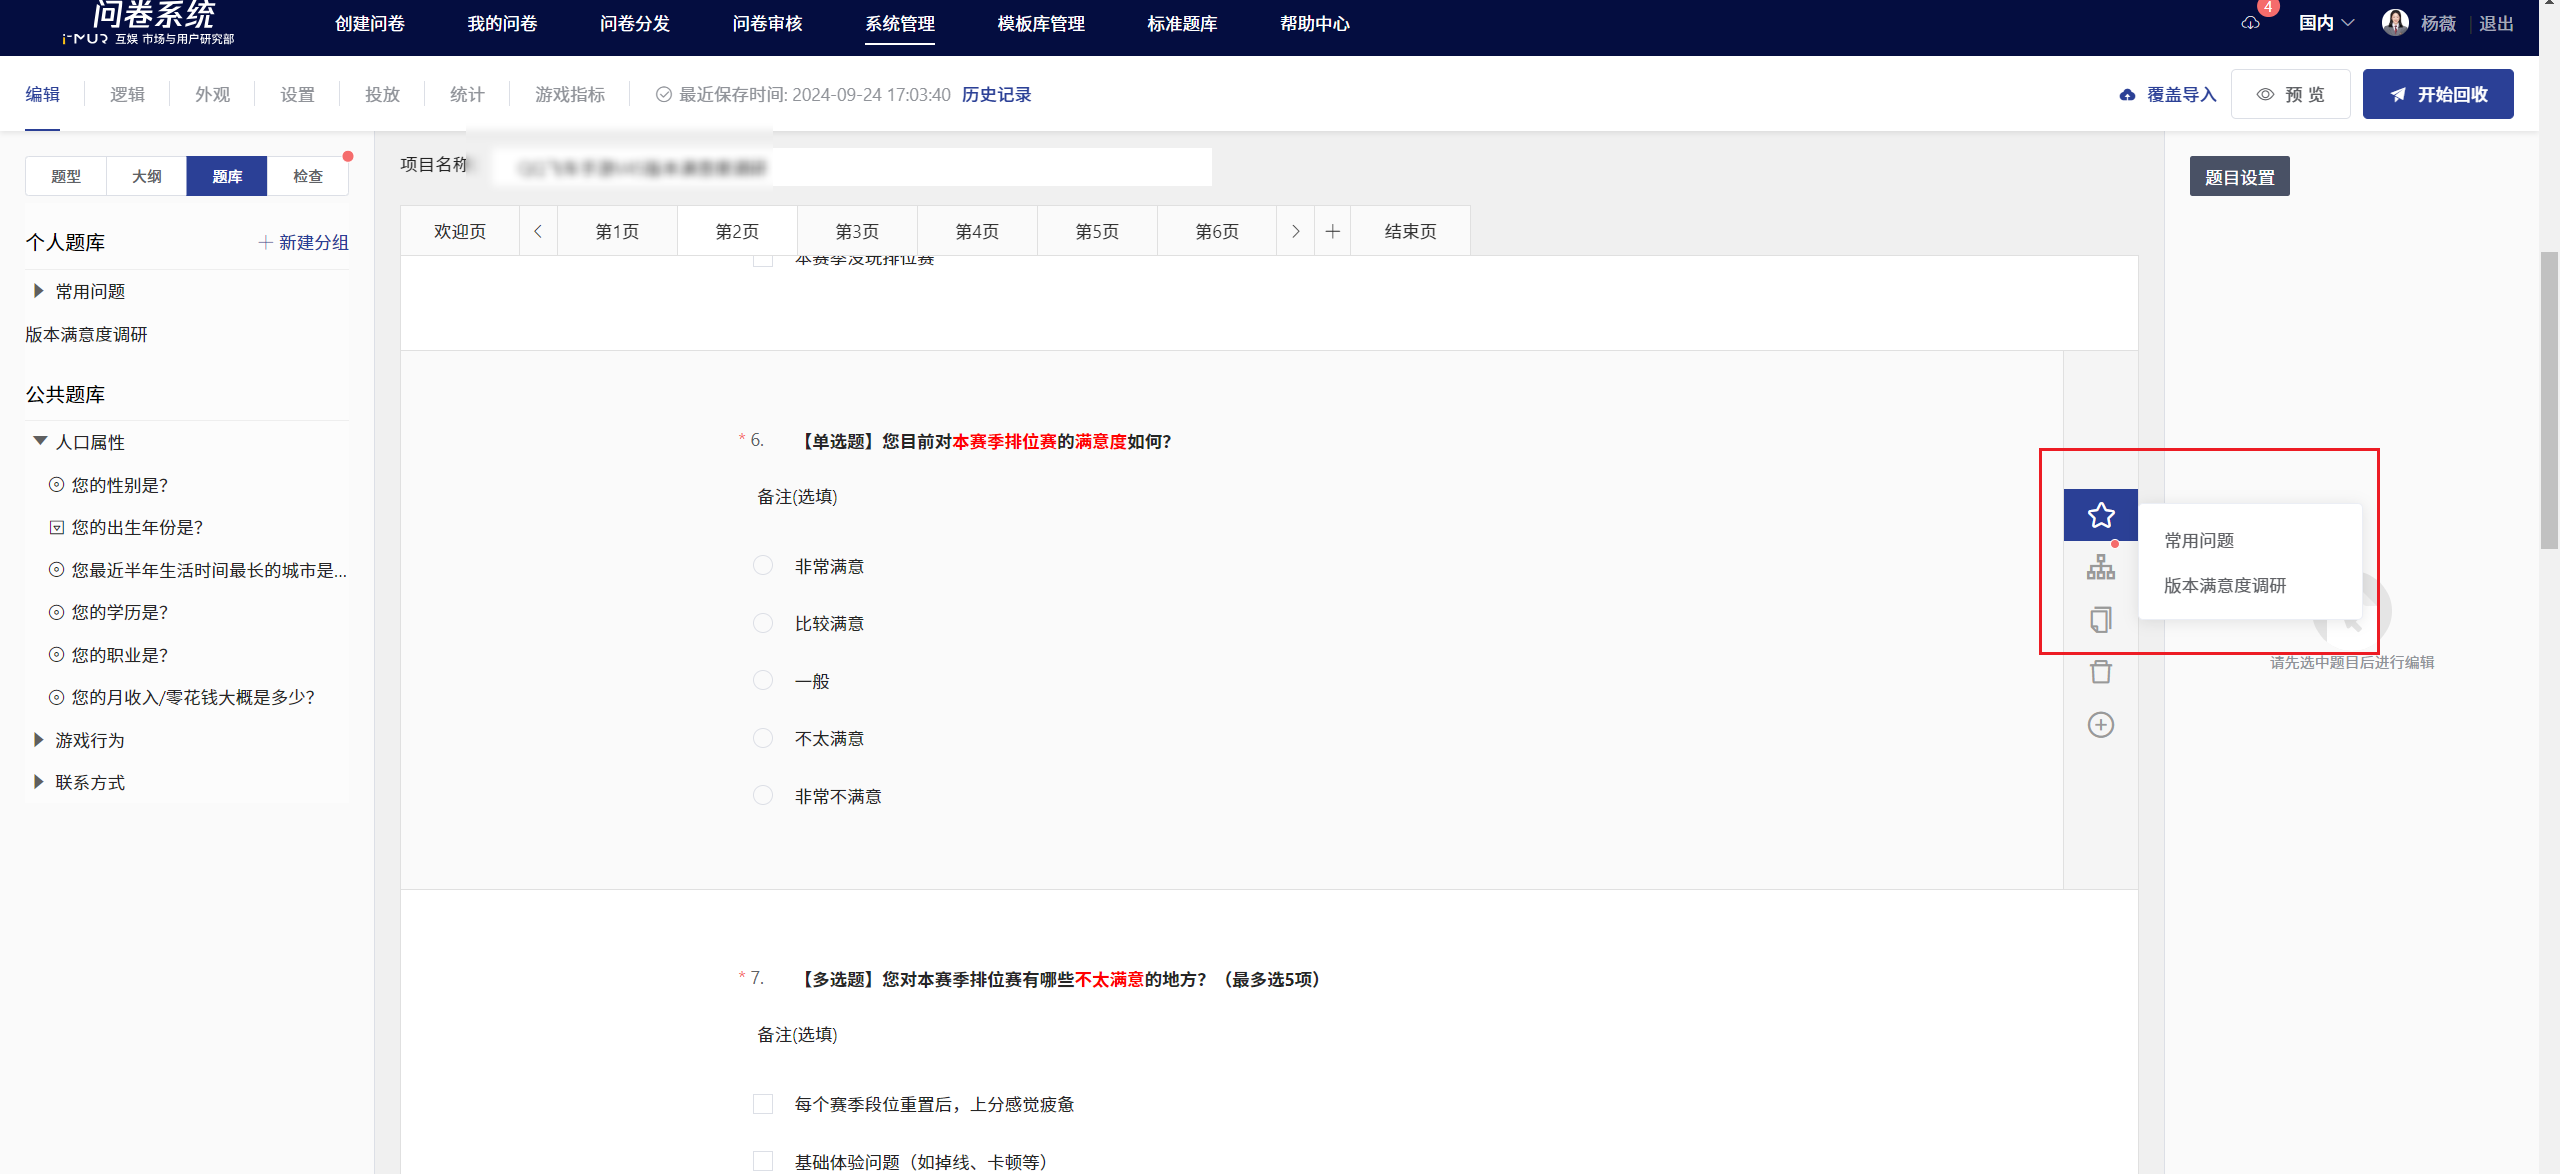 问卷系统
i-MUR 互娱 市场与用户研究部
创建问卷
我的问卷
问卷分发
问卷审核
系统管理
模板库管理
标准题库
帮助中心
4
国内
杨薇
退出
编辑
逻辑
外观
设置
投放
统计
游戏指标
最近保存时间: 2024-09-24 17:03:40
历史记录
覆盖导入
预 览
开始回收
题型
大纲
题库
检查
项目名称
题目设置
欢迎页
第1页
第2页
第3页
第4页
第5页
第6页
结束页
个人题库
新建分组
常用问题
版本满意度调研
公共题库
人口属性
您的性别是?
您的出生年份是?
您最近半年生活时间最长的城市是...
您的学历是?
您的职业是?
您的月收入/零花钱大概是多少?
游戏行为
联系方式
本赛季没玩排位赛
* 6. 【单选题】您目前对本赛季排位赛的满意度如何?
备注(选填)
非常满意
比较满意
一般
不太满意
非常不满意
常用问题
版本满意度调研
请先选中题目后进行编辑
* 7. 【多选题】您对本赛季排位赛有哪些不太满意的地方? (最多选5项)
备注(选填)
每个赛季段位重置后，上分感觉疲惫
基础体验问题（如掉线、卡顿等）